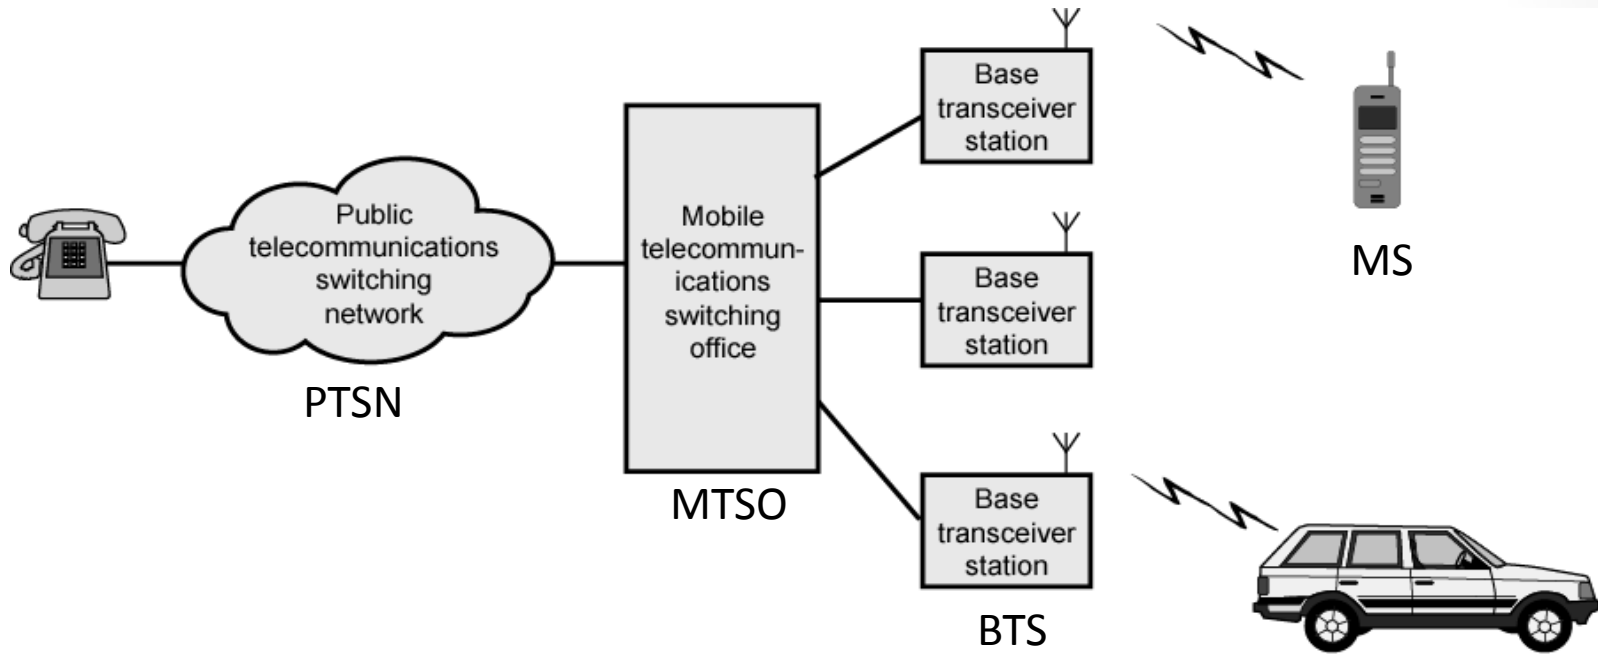 Public
telecommunications
switching
network
PTSN
Mobile
telecommun-
ications
switching
office
MTSO
Base
transceiver
station
Base
transceiver
station
Base
transceiver
station
BTS
MS